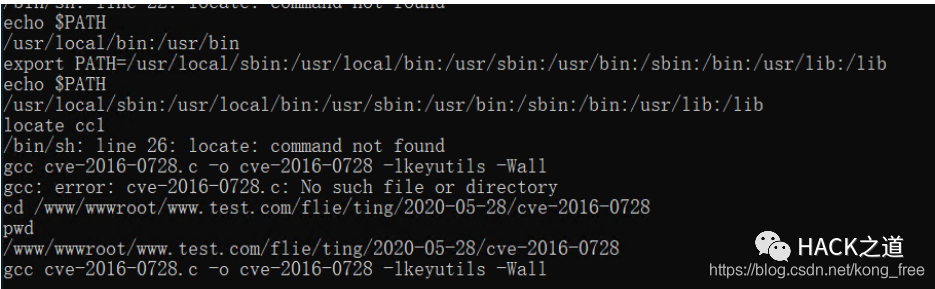 /bin/sh: line 22: locate: command not found
echo $PATH
/usr/local/bin:/usr/bin
export PATH=/usr/local/sbin:/usr/local/bin:/usr/sbin:/usr/bin:/sbin:/bin:/usr/lib:/lib
echo $PATH
/usr/local/sbin:/usr/local/bin:/usr/sbin:/usr/bin:/sbin:/bin:/usr/lib:/lib
locate ccl
/bin/sh: line 26: locate: command not found
gcc cve-2016-0728.c -o cve-2016-0728 -lkeyutils -Wall
gcc: error: cve-2016-0728.c: No such file or directory
cd /www/wwwroot/www.test.com/flie/ting/2020-05-28/cve-2016-0728
pwd
/www/wwwroot/www.test.com/flie/ting/2020-05-28/cve-2016-0728
gcc cve-2016-0728.c -o cve-2016-0728 -lkeyutils -Wall
HACK之道
https://blog.csdn.net/kong_free